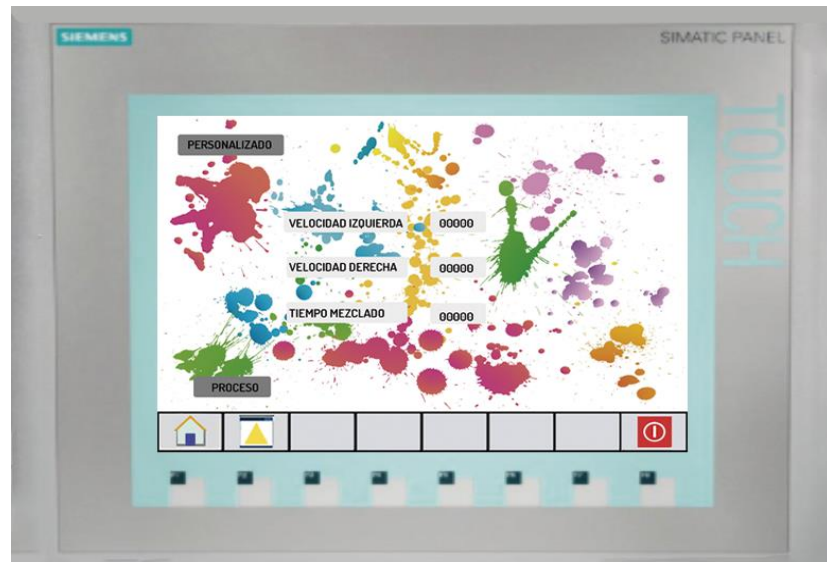 SIEMENS
SIMATIC PANEL
TOUCH
PERSONALIZADO
VELOCIDAD IZQUIERDA 00000
VELOCIDAD DERECHA 00000
TIEMPO MEZCLADO 00000
PROCESO